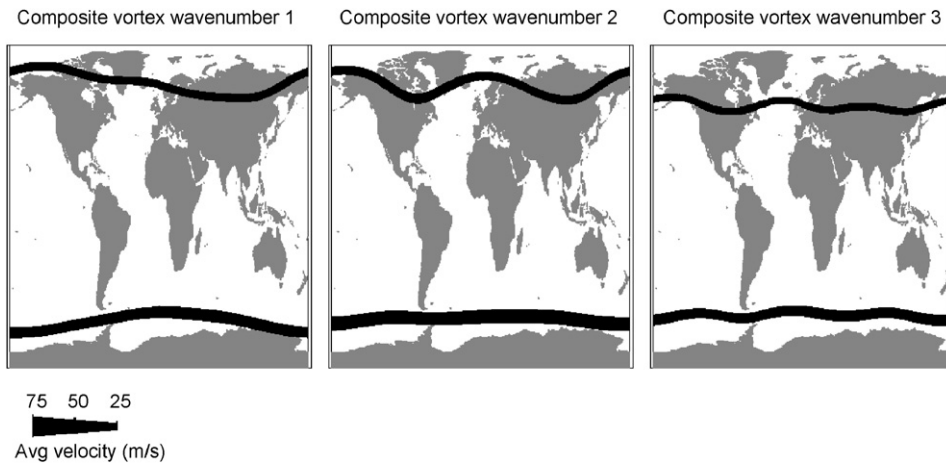 Composite vortex wavenumber 1
Composite vortex wavenumber 2
Composite vortex wavenumber 3
75 50 25
Avg velocity (m/s)